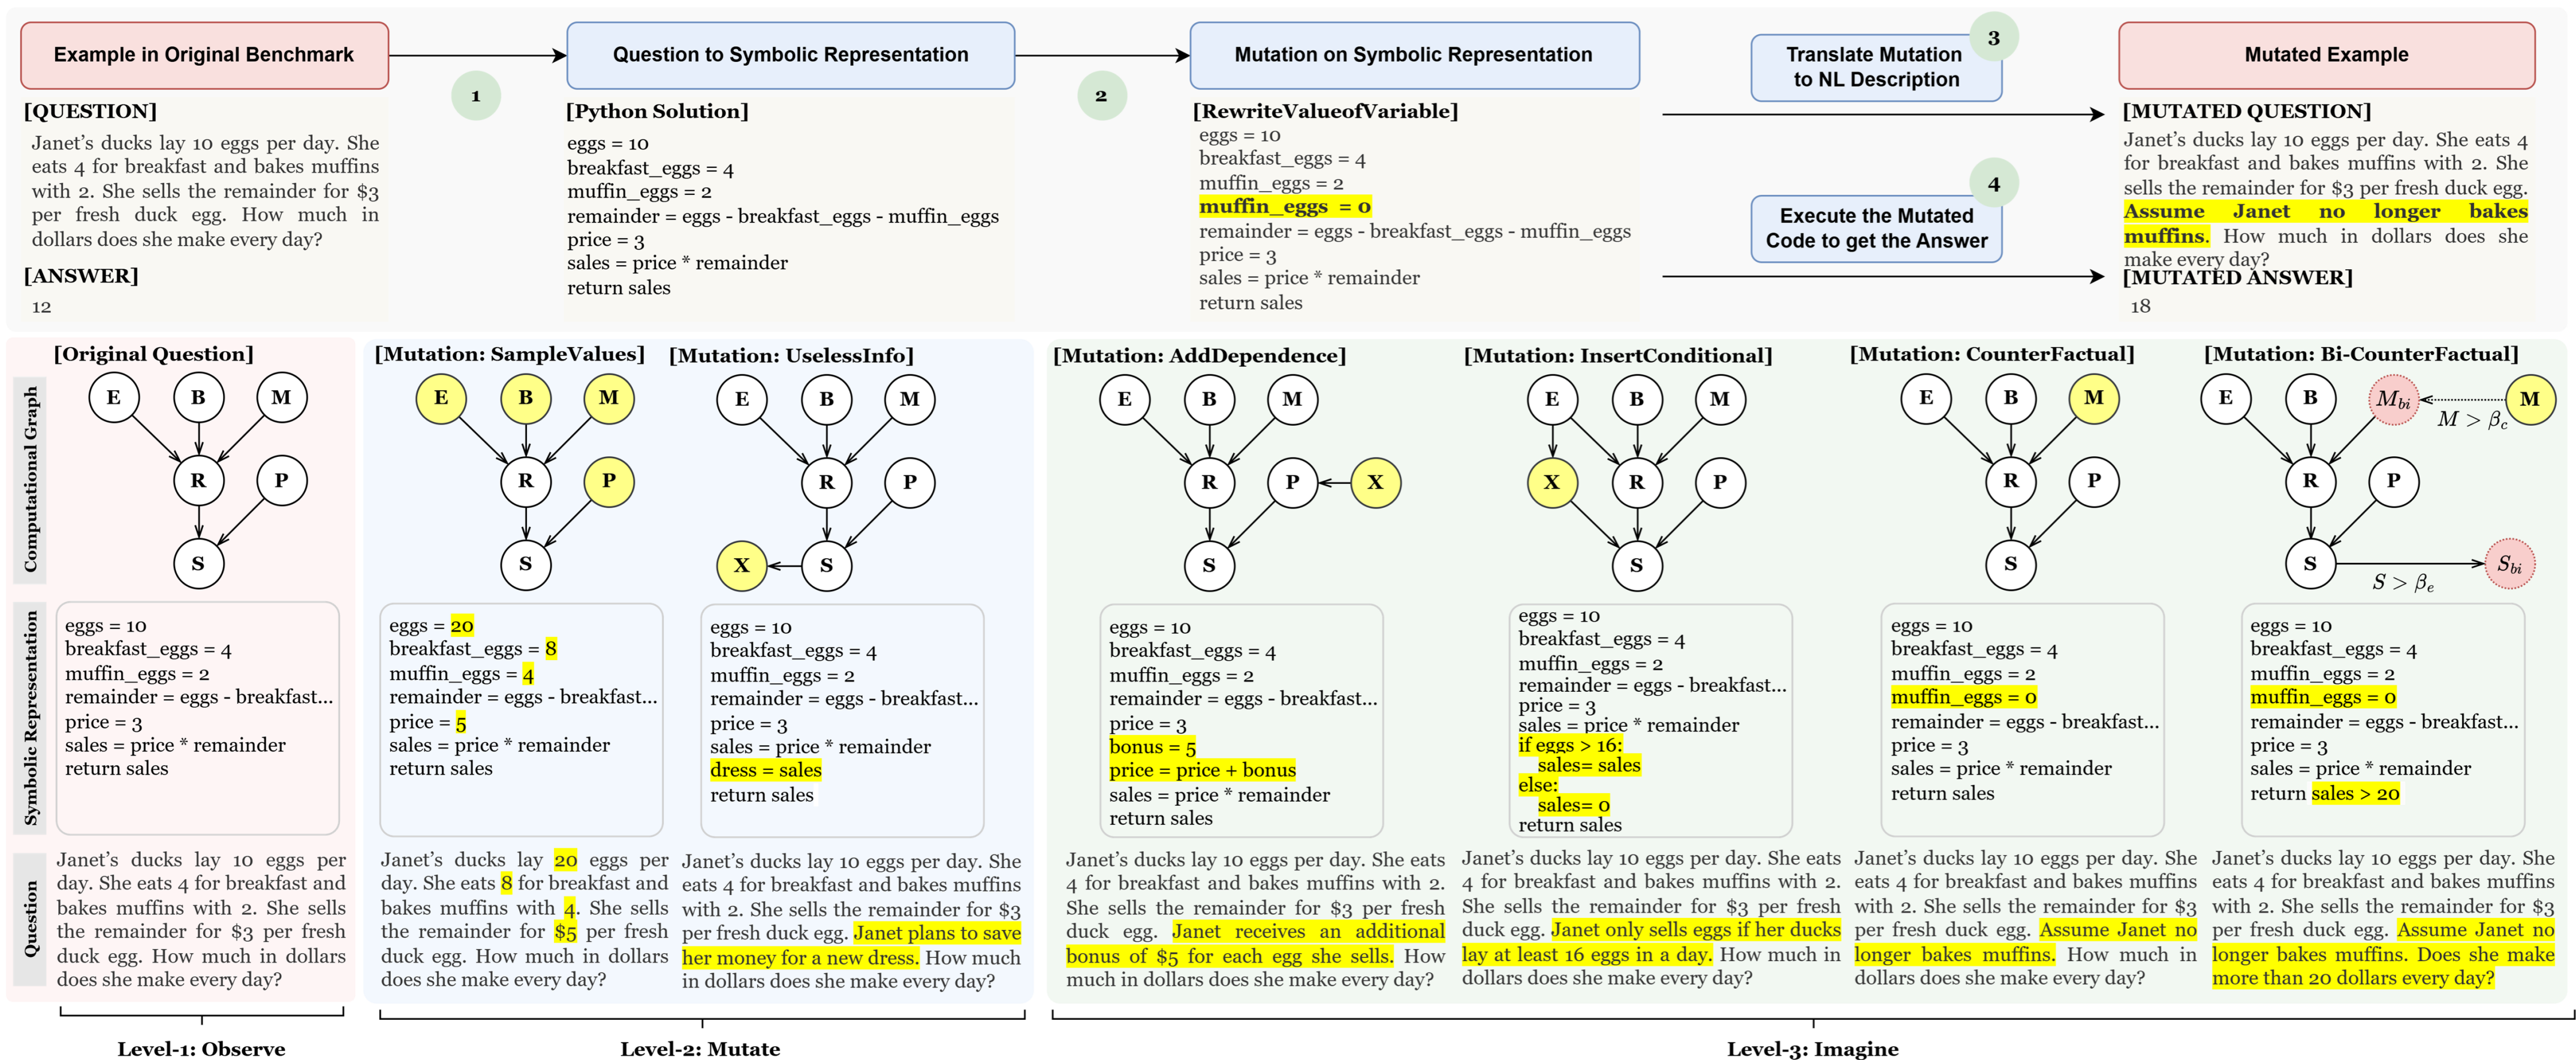 Example in Original Benchmark
1
Question to Symbolic Representation
2
Mutation on Symbolic Representation
3
Translate Mutation
to NL Description
4
Execute the Mutated
Code to get the Answer
Mutated Example
[QUESTION]
Janet's ducks lay 10 eggs per day. She
eats 4 for breakfast and bakes muffins
with 2. She sells the remainder for $3
per fresh duck egg. How much in
dollars does she make every day?
[ANSWER]
12
[Python Solution]
eggs = 10
breakfast_eggs = 4
muffin_eggs = 2
remainder = eggs - breakfast_eggs - muffin_eggs
price = 3
sales = price * remainder
return sales
[RewriteValueofVariable]
eggs = 10
breakfast_eggs = 4
muffin_eggs = 2
muffin_eggs = 0
remainder = eggs - breakfast_eggs - muffin_eggs
price = 3
sales = price * remainder
return sales
[MUTATED QUESTION]
Janet's ducks lay 10 eggs per day. She eats 4
for breakfast and bakes muffins with 2. She
sells the remainder for $3 per fresh duck egg.
Assume Janet no longer bakes
muffins. How much in dollars does she
make every day?
[MUTATED ANSWER]
18
Computational Graph
Symbolic Representation
Question
[Original Question]
E
B
M
R
P
S
eggs = 10
breakfast_eggs = 4
muffin_eggs = 2
remainder = eggs - breakfast...
price = 3
sales = price * remainder
return sales
Janet's ducks lay 10 eggs per
day. She eats 4 for breakfast and
bakes muffins with 2. She sells
the remainder for $3 per fresh
duck egg. How much in dollars
does she make every day?
Level-1: Observe
[Mutation: SampleValues]
E
B
M
R
P
S
eggs = 20
breakfast_eggs = 8
muffin_eggs = 4
remainder = eggs - breakfast...
price = 5
sales = price * remainder
return sales
Janet's ducks lay 20 eggs per
day. She eats 8 for breakfast and
bakes muffins with 4. She sells
the remainder for $5 per fresh
duck egg. How much in dollars
does she make every day?
[Mutation: UselessInfo]
E
B
M
R
P
X
S
eggs = 10
breakfast_eggs = 4
muffin_eggs = 2
remainder = eggs - breakfast...
price = 3
sales = price * remainder
dress = sales
return sales
Janet's ducks lay 10 eggs per day. She
eats 4 for breakfast and bakes muffins
with 2. She sells the remainder for $3
per fresh duck egg. Janet plans to save
her money for a new dress. How much
in dollars does she make every day?
Level-2: Mutate
[Mutation: AddDependence]
E
B
M
R
P
X
S
eggs = 10
breakfast_eggs = 4
muffin_eggs = 2
remainder = eggs - breakfast...
price = 3
bonus = 5
price = price + bonus
sales = price * remainder
return sales
Janet's ducks lay 10 eggs per day. She eats
4 for breakfast and bakes muffins with 2.
She sells the remainder for $3 per fresh
duck egg. Janet receives an additional
bonus of $5 for each egg she sells. How
much in dollars does she make every day?
[Mutation: InsertConditional]
E
B
M
X
R
P
S
eggs = 10
breakfast_eggs = 4
muffin_eggs = 2
remainder = eggs - breakfast...
price = 3
sales = price * remainder
if eggs > 16:
sales= sales
else:
sales= 0
return sales
Janet's ducks lay 10 eggs per day. She eats
4 for breakfast and bakes muffins with 2.
She sells the remainder for $3 per fresh
duck egg. Janet only sells eggs if her ducks
lay at least 16 eggs in a day. How much in
dollars does she make every day?
[Mutation: CounterFactual]
E
B
M
R
P
S
eggs = 10
breakfast_eggs = 4
muffin_eggs = 2
muffin_eggs = 0
remainder = eggs - breakfast...
price = 3
sales = price * remainder
return sales
Janet's ducks lay 10 eggs per day. She
eats 4 for breakfast and bakes muffins
with 2. She sells the remainder for $3
per fresh duck egg. Assume Janet no
longer bakes muffins. How much in
dollars does she make every day?
[Mutation: Bi-CounterFactual]
E
B
M_bi
M
M > β_c
R
P
S
S > β_e
S_bi
eggs = 10
breakfast_eggs = 4
muffin_eggs = 2
muffin_eggs = 0
remainder = eggs - breakfast...
price = 3
sales = price * remainder
return sales > 20
Janet's ducks lay 10 eggs per day. She
eats 4 for breakfast and bakes muffins
with 2. She sells the remainder for $3
per fresh duck egg. Assume Janet no
longer bakes muffins. Does she make
more than 20 dollars every day?
Level-3: Imagine